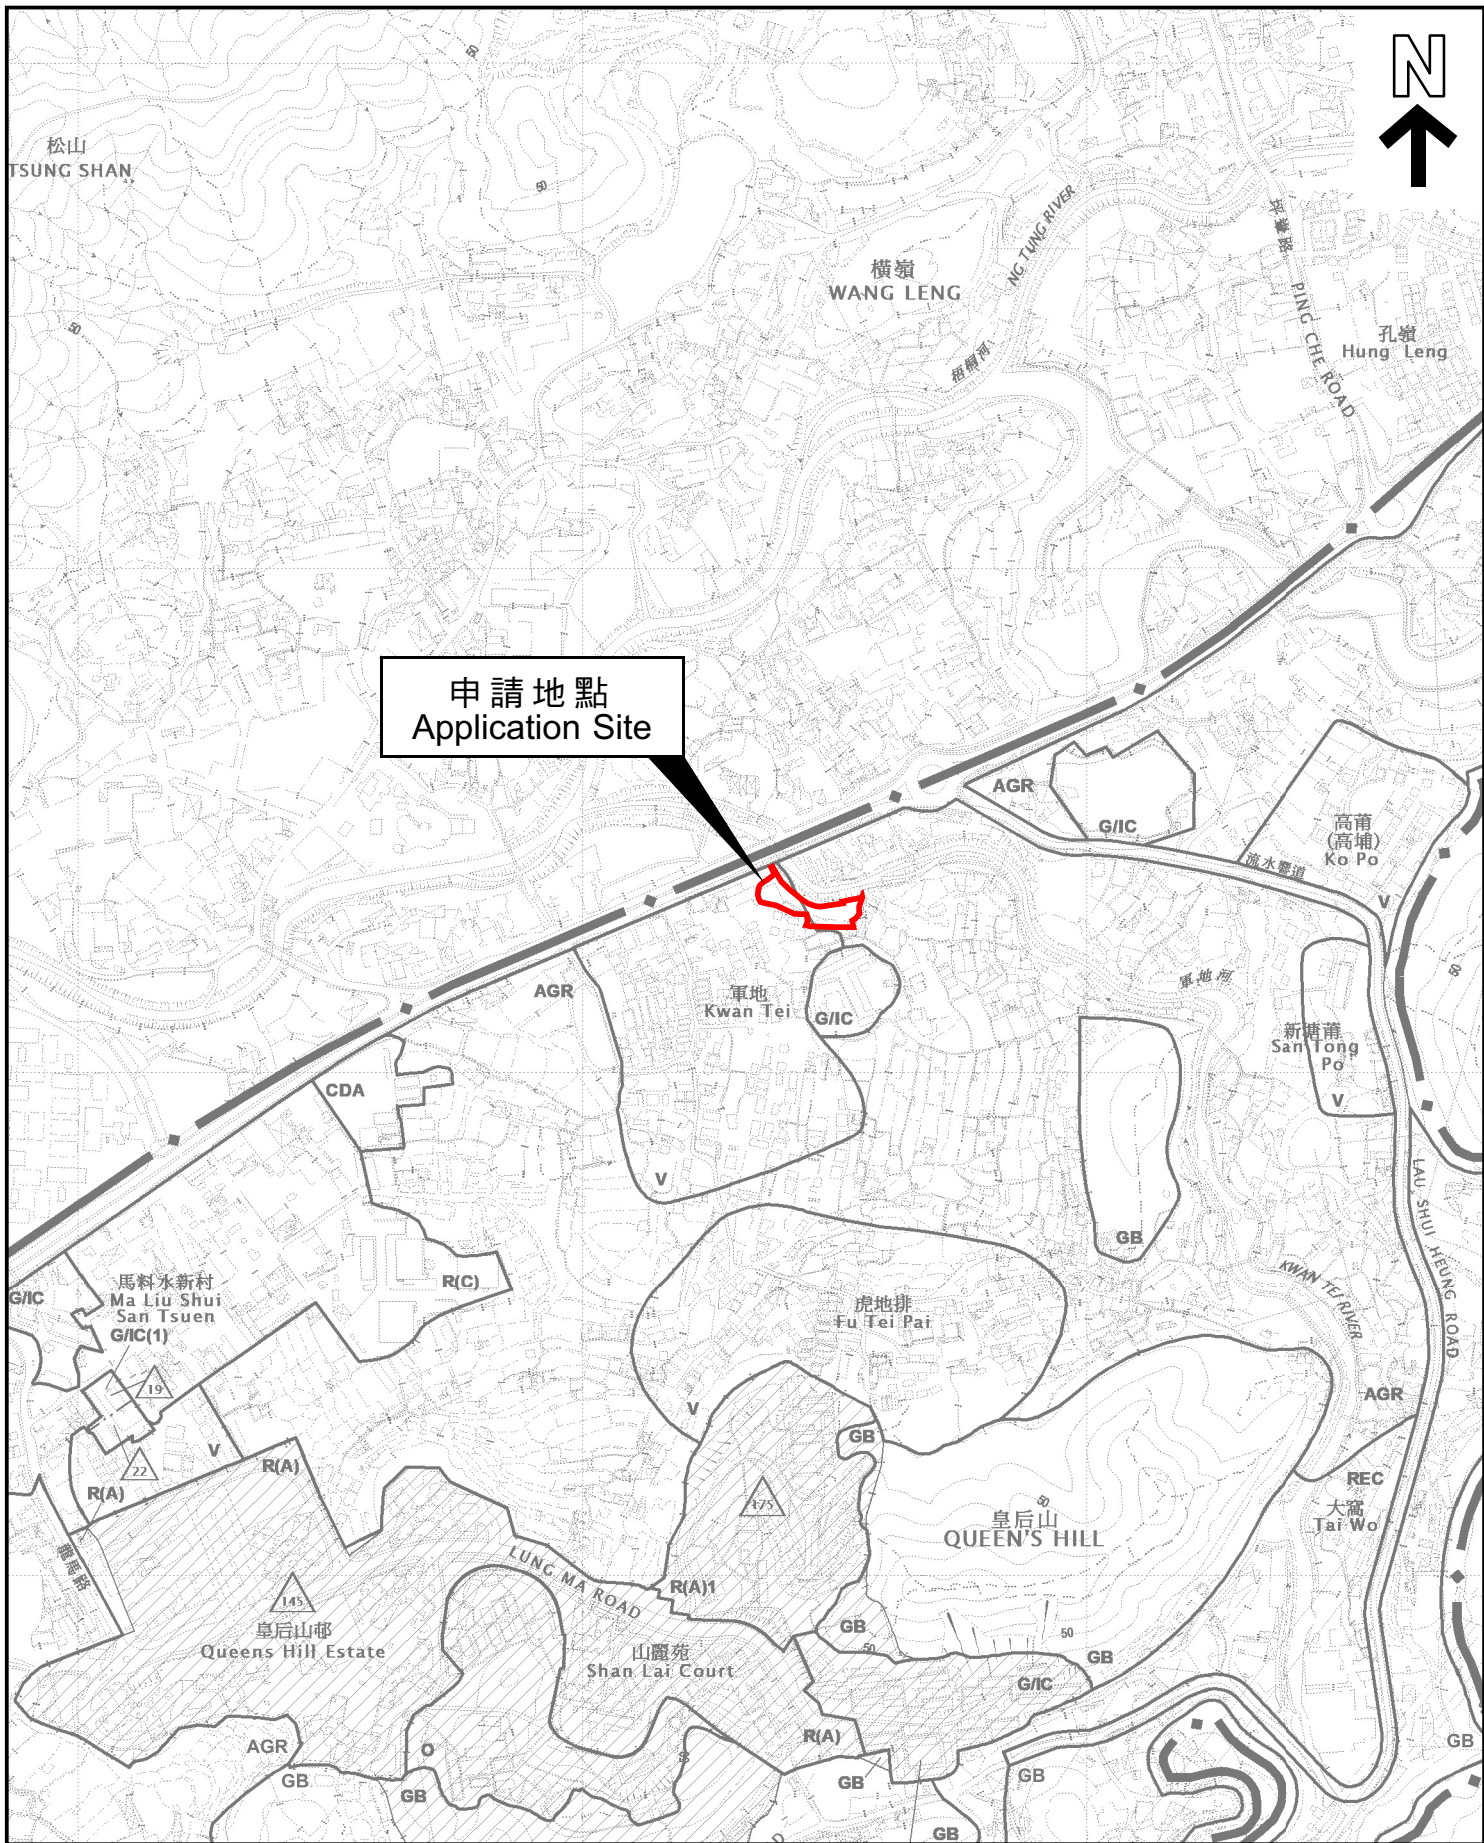 N
50
松山
TSUNG SHAN
50
坪輋路
NG TUNG RIVER
橫嶺
WANG LENG
PING CHE ROAD
50
孔嶺
Hung Leng
梧桐河
申請地點
Application Site
AGR
G/IC
高莆
(高埔)
Ko Po
流水響道
V
50
軍地河
AGR
軍地
Kwan Tei
G/IC
新塘莆
San Tong
Po
V
CDA
V
LAU SHUI HEUNG ROAD
GB
KWAN TEI RIVER
G/IC
馬料水新村
Ma Liu Shui
San Tsuen
G/IC(1)
R(C)
虎地排
Fu Tei Pai
19
AGR
V
GB
V
22
R(A)
R(A)
REC
175
50
皇后山
QUEEN'S HILL
大窩
Tai Wo
龍馬路
LUNG MA ROAD
R(A)1
145
皇后山邨
Queens Hill Estate
GB
50
50
山麗苑
Shan Lai Court
GB
G/IC
R(A)
AGR
O
GB
GB
GB
GB
GB
GB